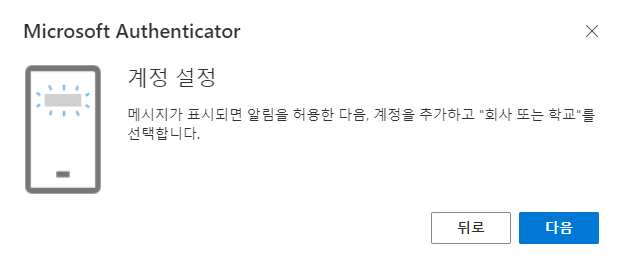 Microsoft Authenticator
계정 설정
메시지가 표시되면 알림을 허용한 다음, 계정을 추가하고 "회사 또는 학교"를
선택합니다.
뒤로
다음